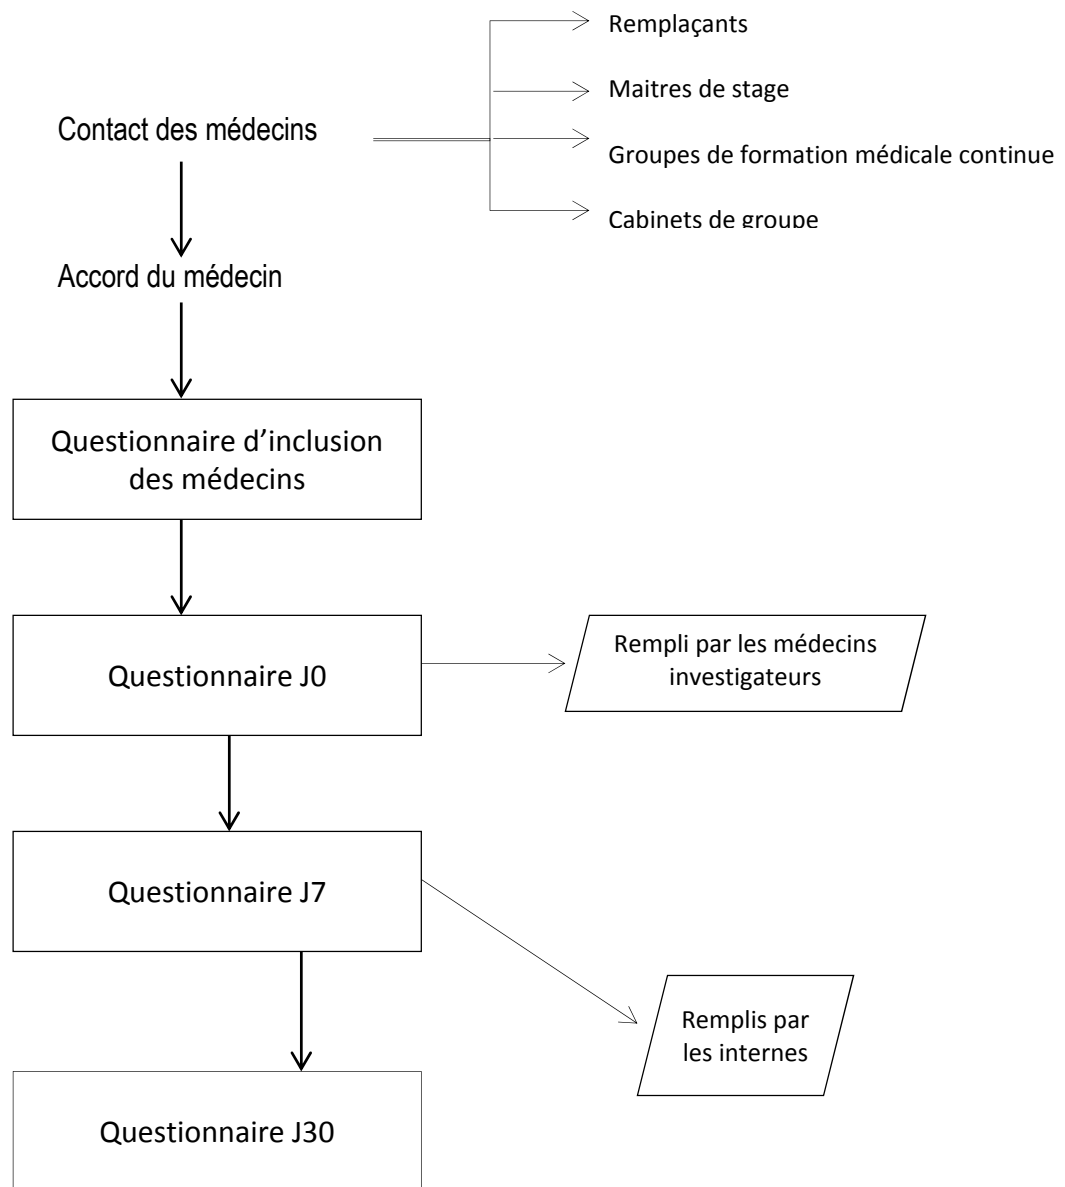 Remplaçants
Maitres de stage
Contact des médecins
Groupes de formation médicale continue
Cabinets de groupe
Accord du médecin
Questionnaire d’inclusion
des médecins
Questionnaire J0
Rempli par les médecins
investigateurs
Questionnaire J7
Remplis par
les internes
Questionnaire J30